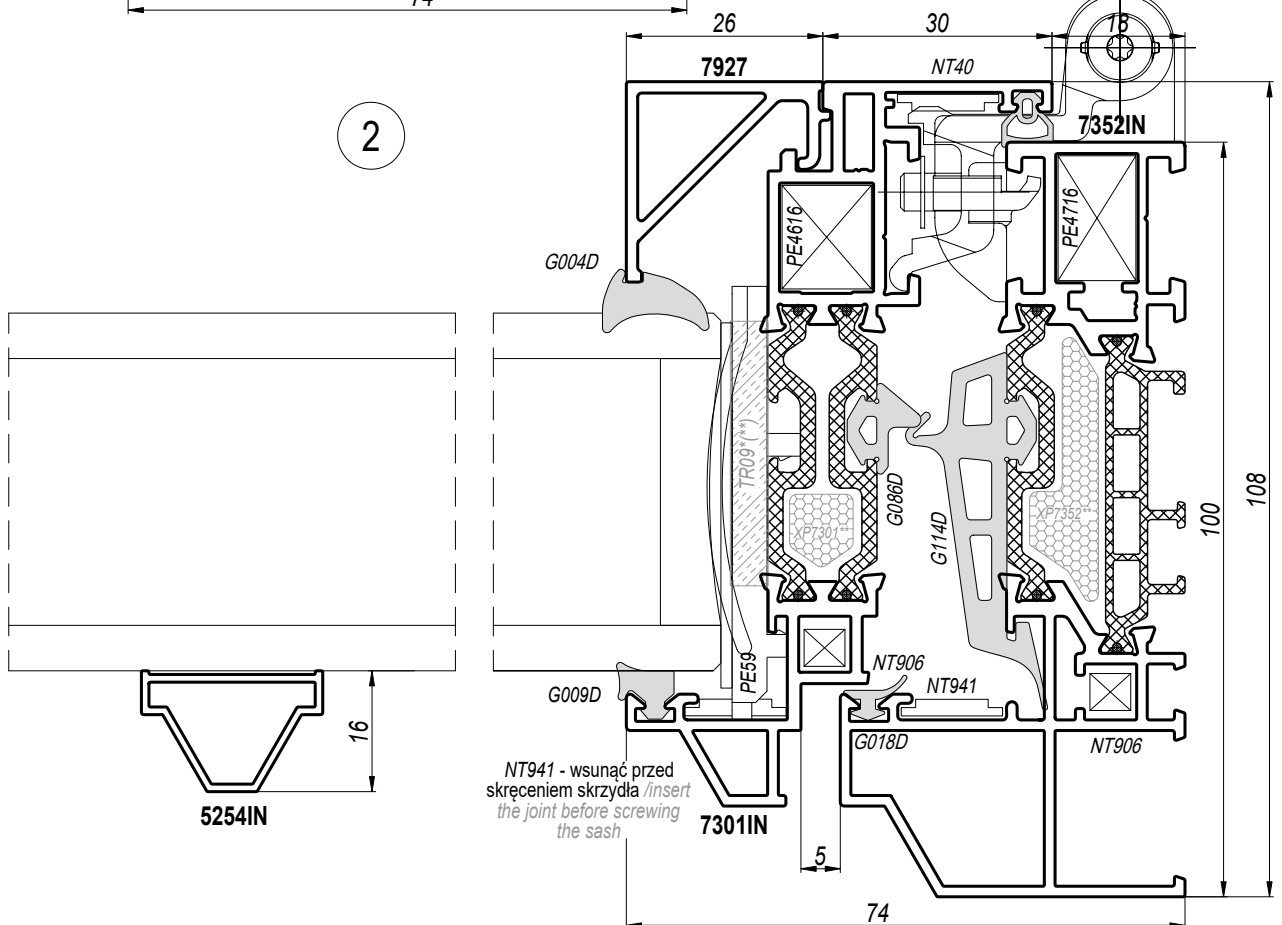 74
26
30
18
7927
NT40
7352IN
2
PE4616
PE4716
G004D
TR09*(**)
XP7301**
G086D
G114D
XP7352**
100
108
PE59
G009D
NT906
NT941
G018D
NT906
16
5254IN
NT941 - wsunąć przed
skręceniem skrzydła /insert
the joint before screwing
the sash
7301IN
5
74